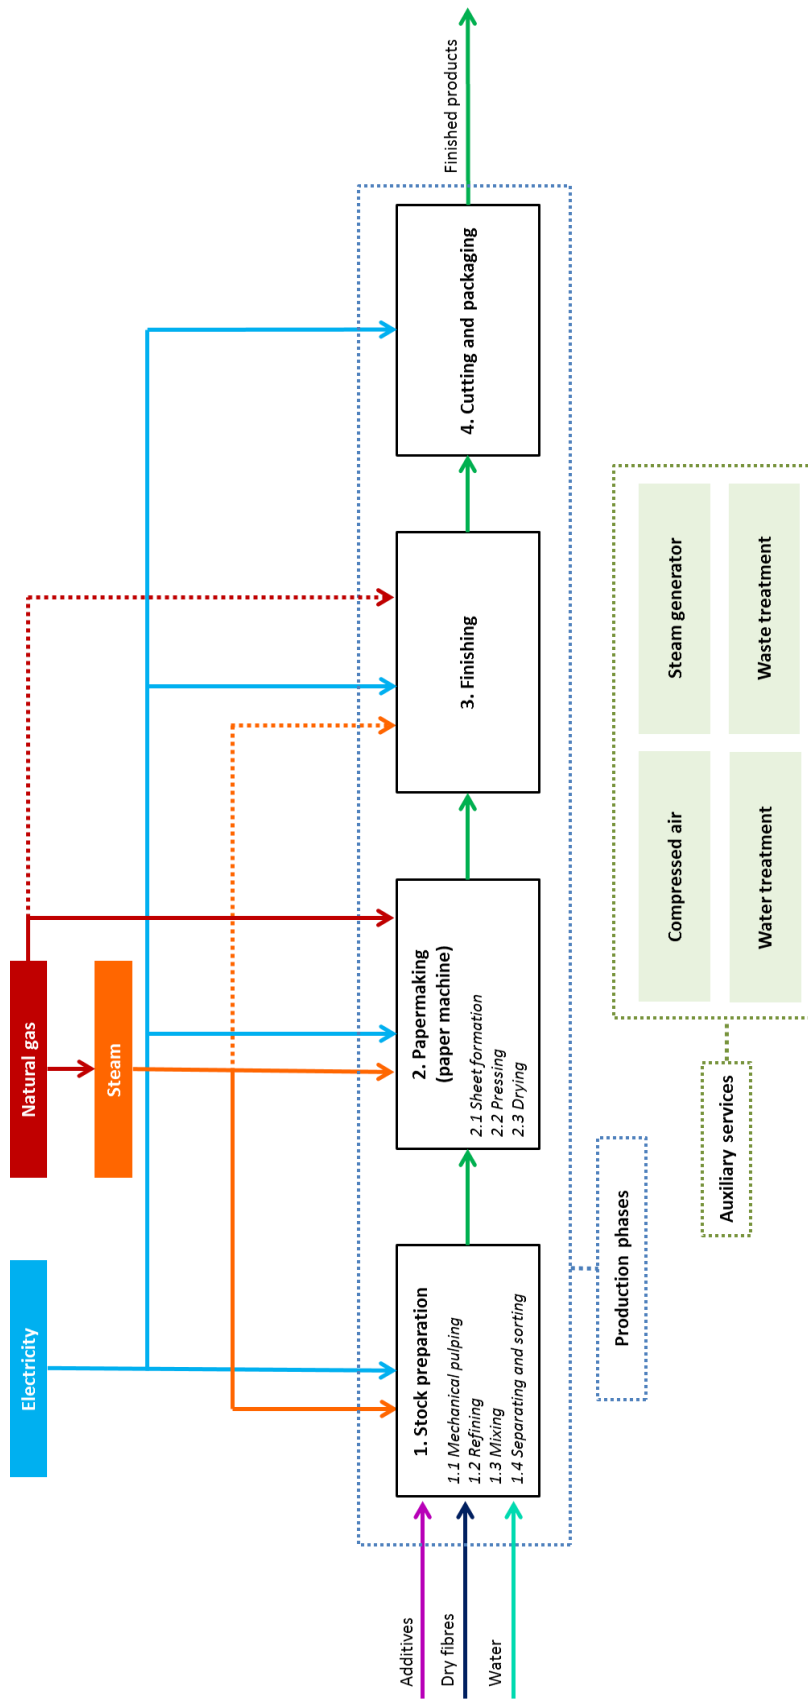 Electricity
Natural gas
Steam
Additives
Dry fibres
Water
1. Stock preparation
1.1 Mechanical pulping
1.2 Refining
1.3 Mixing
1.4 Separating and sorting
2. Papermaking
(paper machine)
2.1 Sheet formation
2.2 Pressing
2.3 Drying
3. Finishing
4. Cutting and packaging
Finished products
Production phases
Auxiliary services
Compressed air
Steam generator
Water treatment
Waste treatment